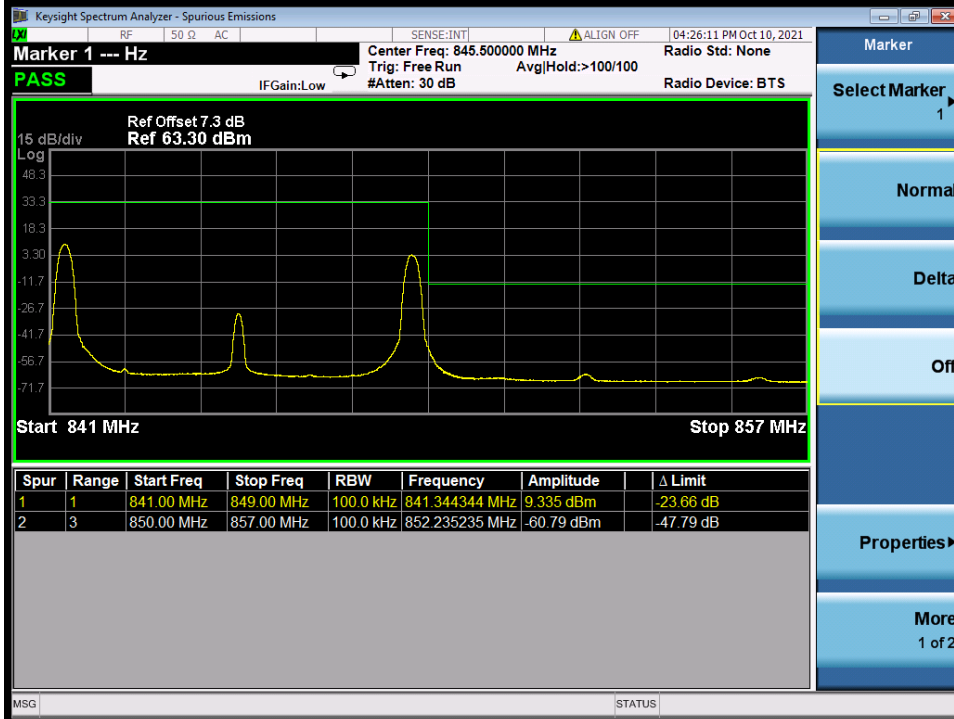 Keysight Spectrum Analyzer - Spurious Emissions
LXI RF 50 Ω AC SENSE:INT ALIGN OFF 04:26:11 PM Oct 10, 2021
Marker 1 --- Hz
Center Freq: 845.500000 MHz
Radio Std: None
Trig: Free Run Avg|Hold:>100/100
PASS
IFGain:Low
#Atten: 30 dB
Radio Device: BTS
Ref Offset 7.3 dB
15 dB/div Ref 63.30 dBm
Log
48.3
33.3
18.3
3.30
-11.7
-26.7
-41.7
-56.7
-71.7
Start 841 MHz Stop 857 MHz
Spur Range Start Freq Stop Freq RBW Frequency Amplitude Δ Limit
1 1 841.00 MHz 849.00 MHz 100.0 kHz 841.344344 MHz 9.335 dBm -23.66 dB
2 3 850.00 MHz 857.00 MHz 100.0 kHz 852.235235 MHz -60.79 dBm -47.79 dB
MSG STATUS
Marker
Select Marker
1
Normal
Delta
Off
Properties
More
1 of 2